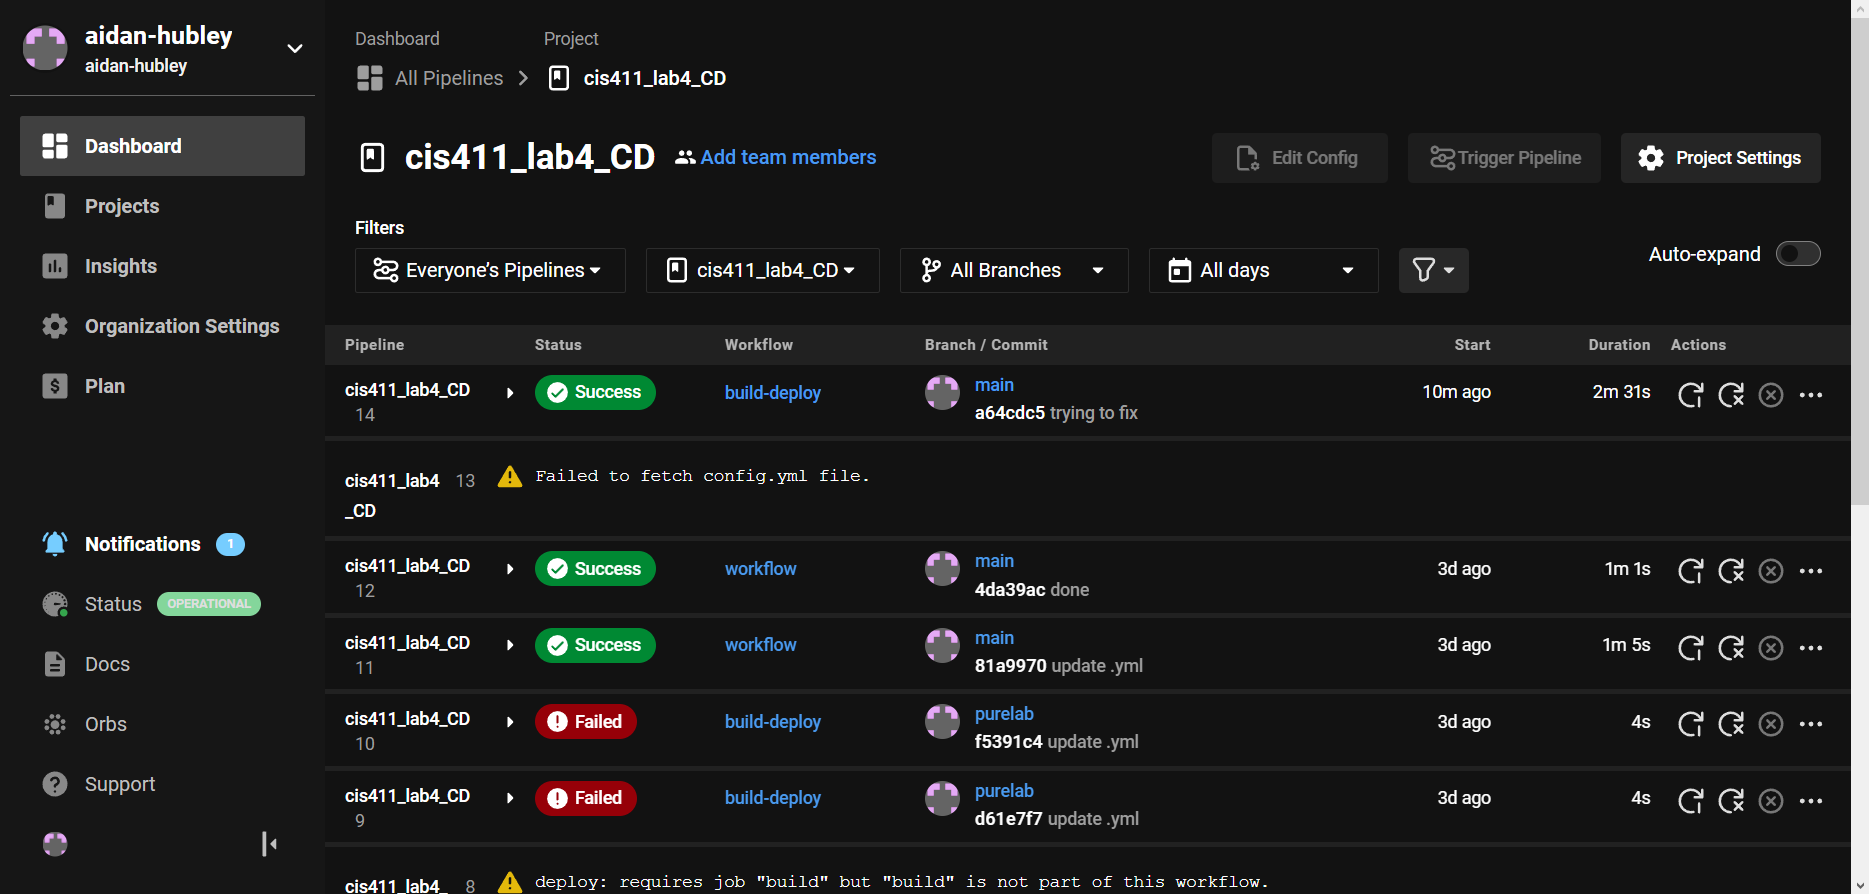 aidan-hubley
aidan-hubley
Dashboard
Projects
Insights
Organization Settings
$ Plan
Notifications 1
Status OPERATIONAL
Docs
Orbs
? Support
Dashboard Project
All Pipelines cis411_lab4_CD
cis411_lab4_CD Add team members Edit Config Trigger Pipeline Project Settings
Filters
Everyone’s Pipelines cis411_lab4_CD All Branches All days Auto-expand
Pipeline Status Workflow Branch / Commit Start Duration Actions
cis411_lab4_CD Success build-deploy main 10m ago 2m 31s
14 a64cdc5 trying to fix
cis411_lab4 13 Failed to fetch config.yml file.
_CD
cis411_lab4_CD Success workflow main 3d ago 1m 1s
12 4da39ac done
cis411_lab4_CD Success workflow main 3d ago 1m 5s
11 81a9970 update .yml
cis411_lab4_CD Failed build-deploy purelab 3d ago 4s
10 f5391c4 update .yml
cis411_lab4_CD Failed build-deploy purelab 3d ago 4s
9 d61e7f7 update .yml
cis411_lab4_ 8 deploy: requires job "build" but "build" is not part of this workflow.